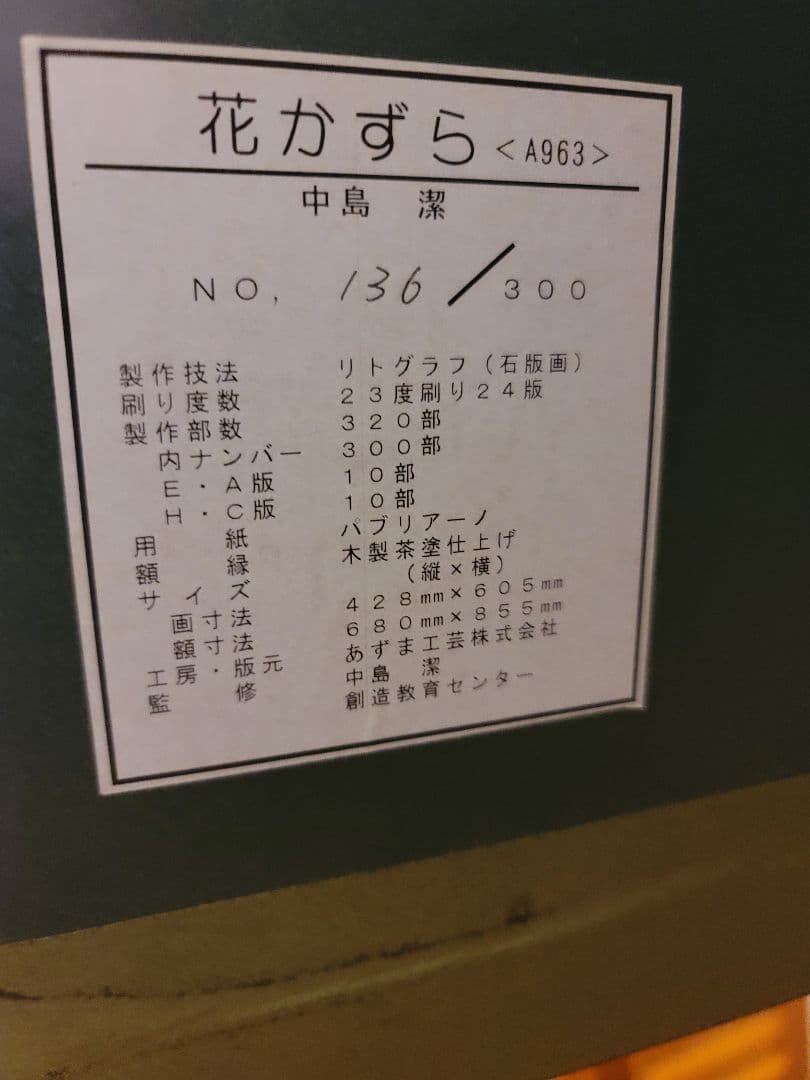 花かずら <A963>
中島 潔
NO, 136/300
製作技法 リトグラフ(石版画)
刷り度数 23度刷り24版
製作部数 320部
内ナンバー 300部
E・A版 10部
H・C版 10部
用紙 パブリアーノ
額縁 木製茶塗仕上げ
サイズ (縦×横)
画寸法 428mm×605mm
額寸法 680mm×855mm
工房・版元 あずま工芸株式会社
監修 中島 潔
創造教育センター